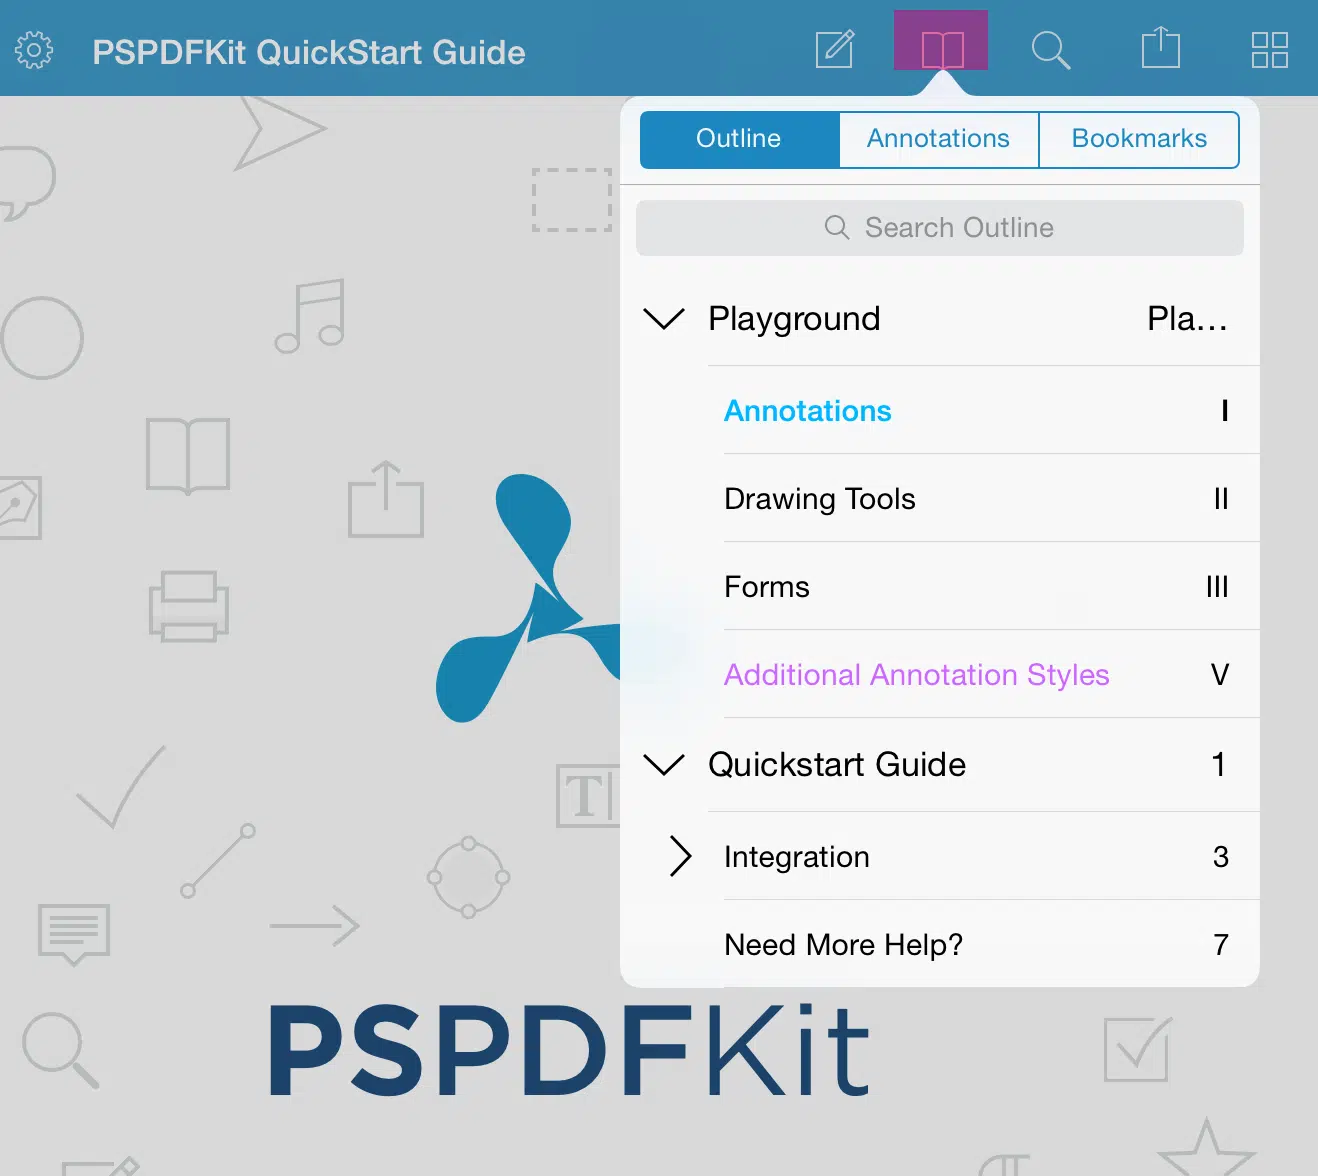 PSPDFKit QuickStart Guide
Outline
Annotations
Bookmarks
Search Outline
Playground Pla...
Annotations I
Drawing Tools II
Forms III
Additional Annotation Styles V
Quickstart Guide 1
Integration 3
Need More Help? 7
T
PSPDFKit